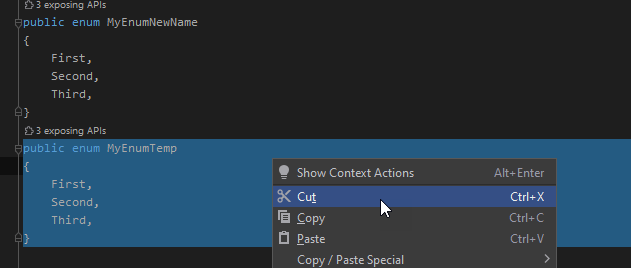 3 exposing APIs
public enum MyEnumNewName
{
First,
Second,
Third,
}
3 exposing APIs
public enum MyEnumTemp
{
First,
Second,
Third,
}
Show Context Actions Alt+Enter
Cut Ctrl+X
Copy Ctrl+C
Paste Ctrl+V
Copy / Paste Special